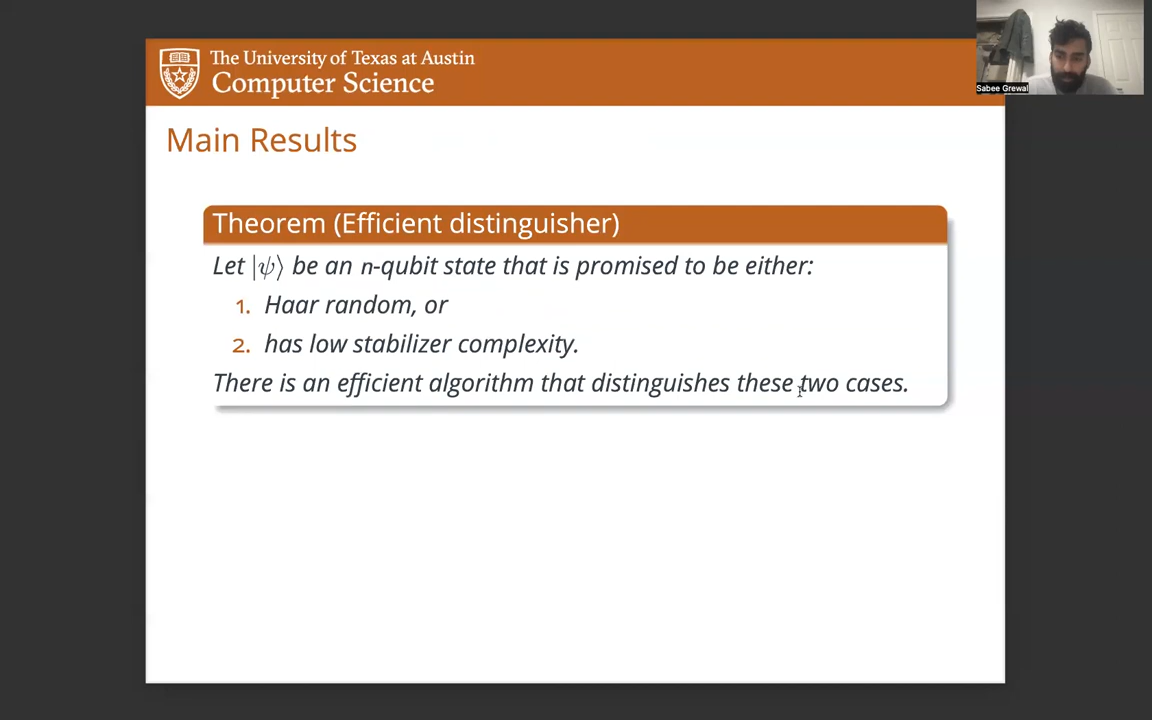 The University of Texas at Austin
Computer Science
Sabee Grewal
Main Results
Theorem (Efficient distinguisher)
Let |ψ⟩ be an n-qubit state that is promised to be either:
1. Haar random, or
2. has low stabilizer complexity.
There is an efficient algorithm that distinguishes these two cases.